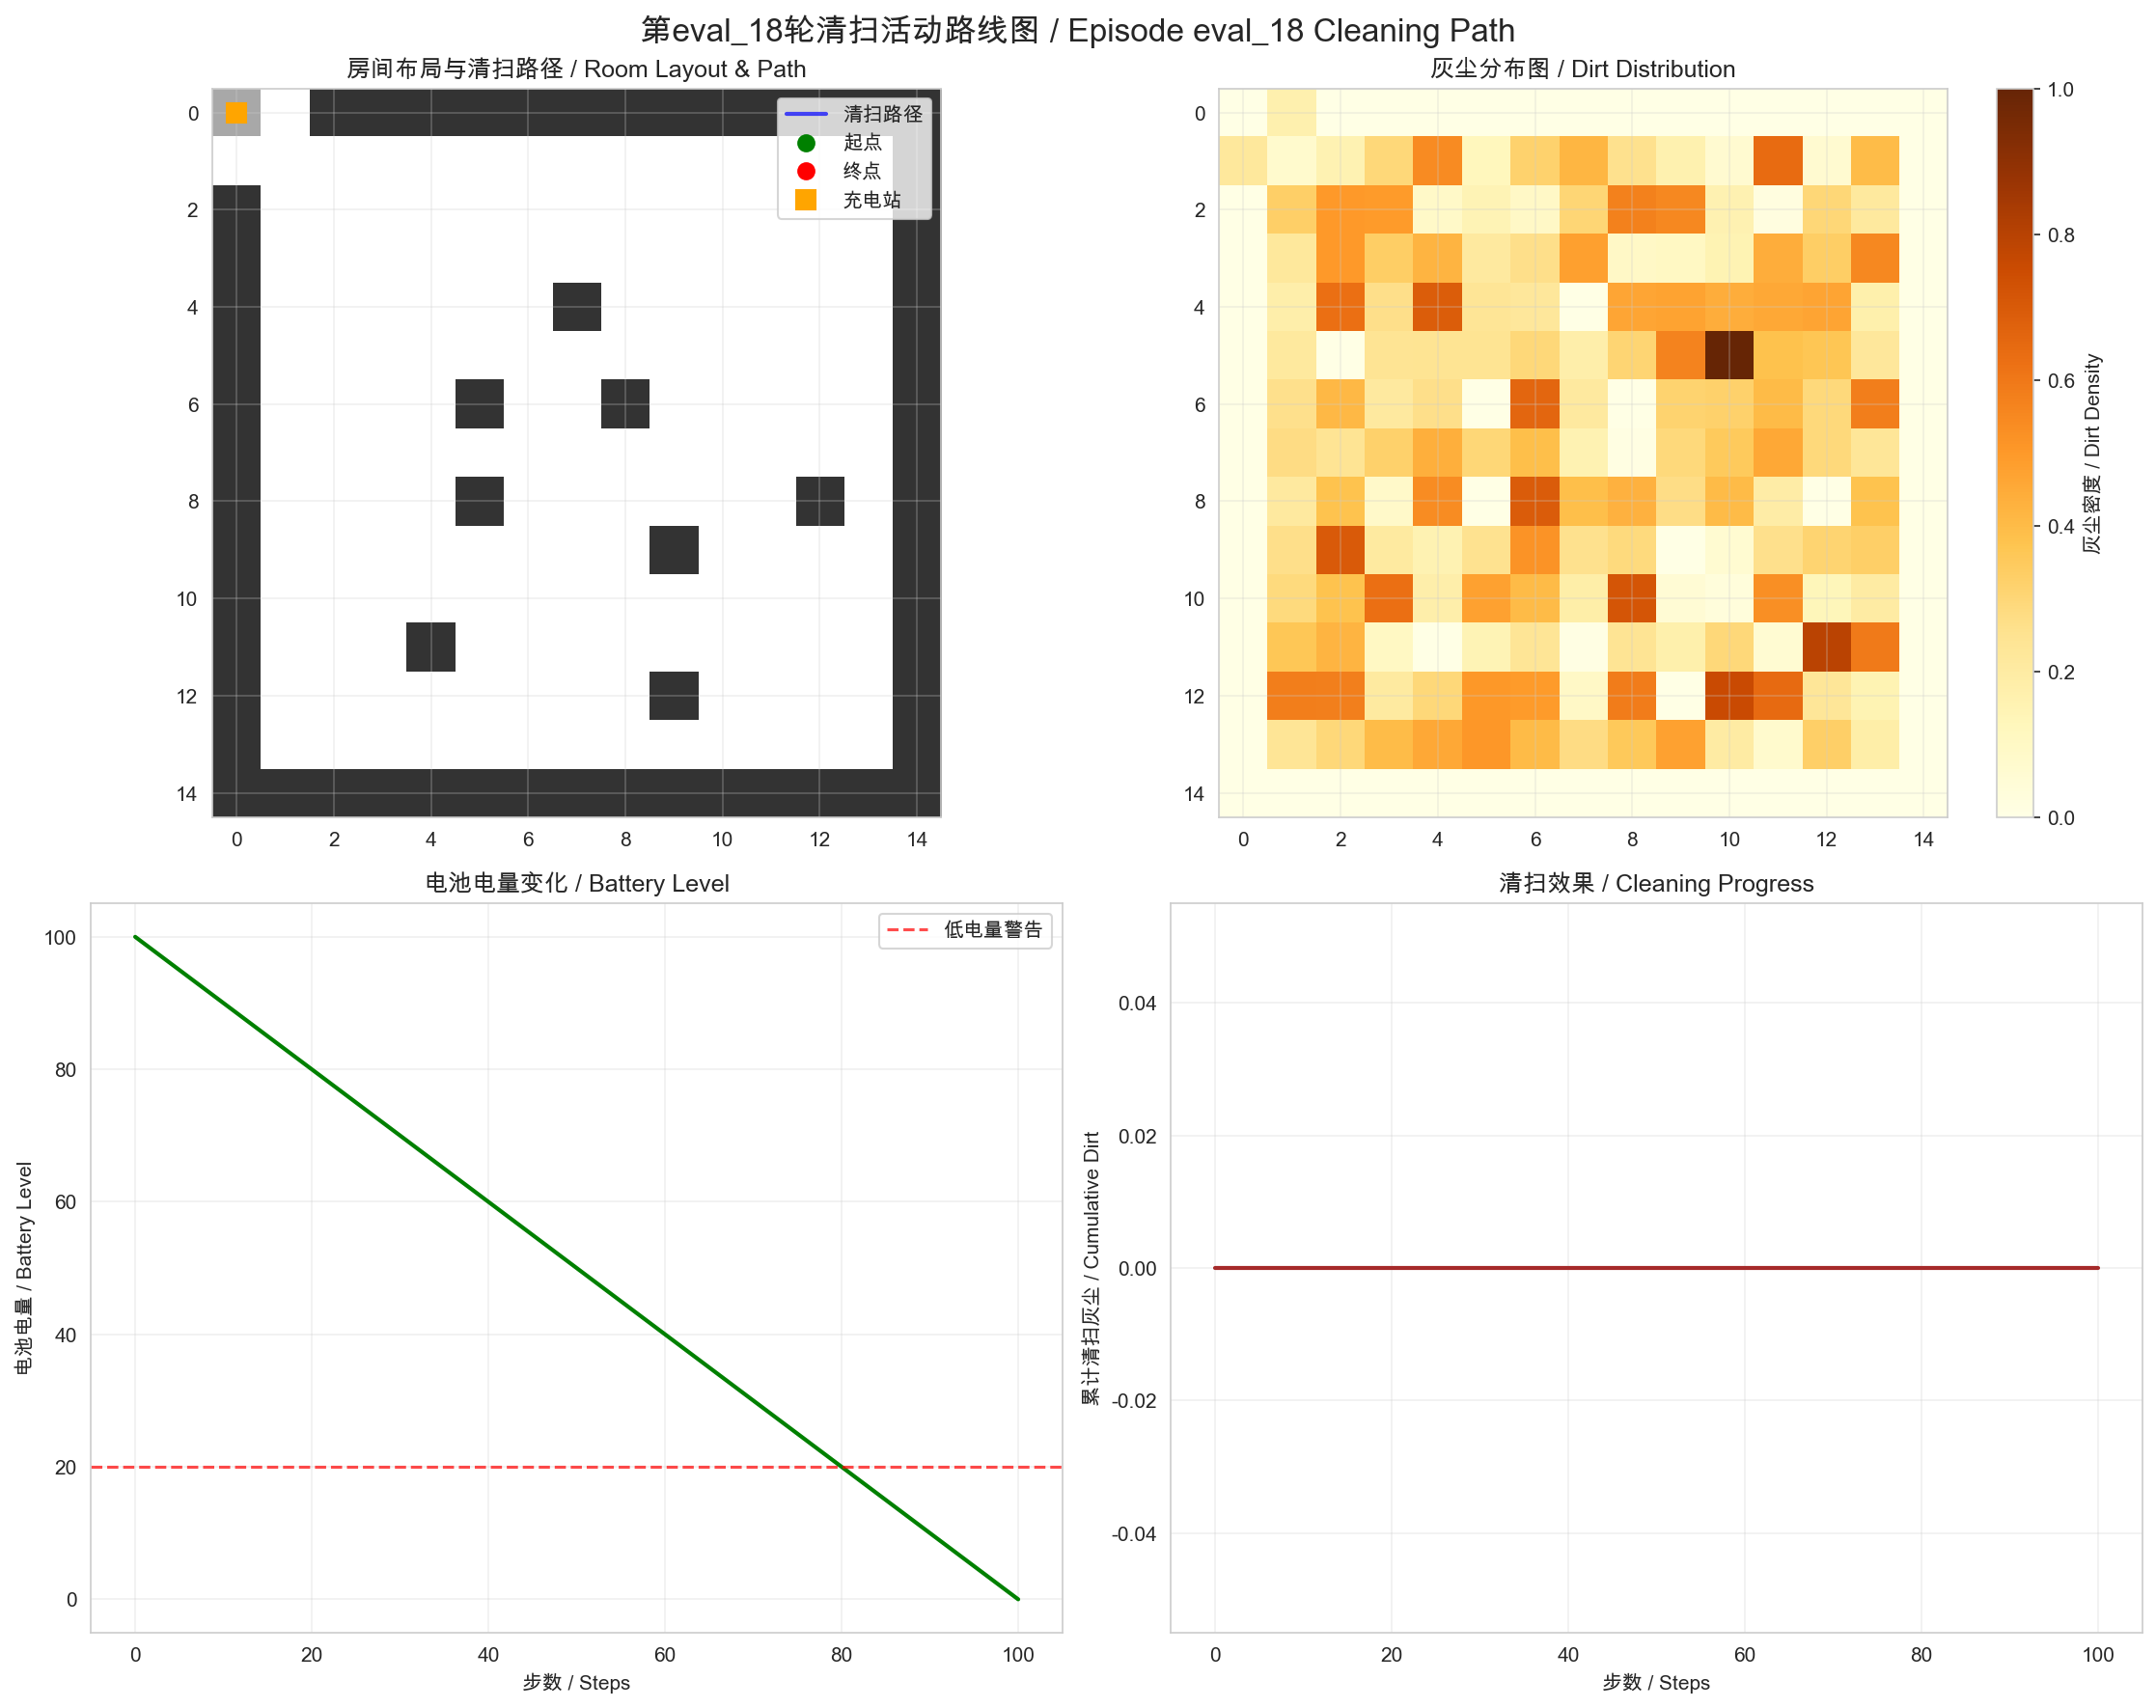 第eval_18轮清扫活动路线图 / Episode eval_18 Cleaning Path
房间布局与清扫路径 / Room Layout & Path
清扫路径
起点
终点
充电站
0
2
4
6
8
10
12
14
0 2 4 6 8 10 12 14
灰尘分布图 / Dirt Distribution
0
2
4
6
8
10
12
14
0 2 4 6 8 10 12 14
1.0
0.8
0.6
0.4
0.2
0.0
灰尘密度 / Dirt Density
电池电量变化 / Battery Level
低电量警告
电池电量 / Battery Level
100
80
60
40
20
0
0 20 40 60 80 100
步数 / Steps
清扫效果 / Cleaning Progress
累计清扫灰尘 / Cumulative Dirt
0.04
0.02
0.00
-0.02
-0.04
0 20 40 60 80 100
步数 / Steps